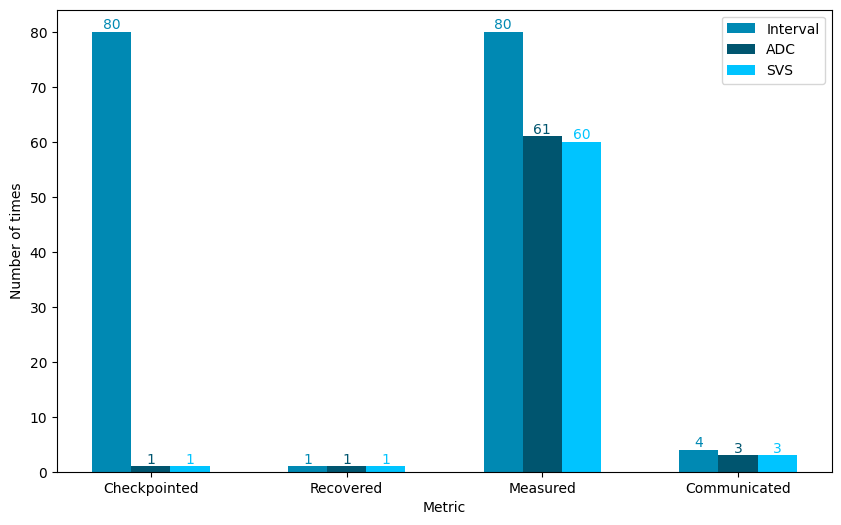 80
80
Interval
ADC
SVS
80
70
61
60
60
50
40
30
20
10
0
Number of times
1
1
1
1
1
4
3
3
Checkpointed
Recovered
Measured
Communicated
Metric